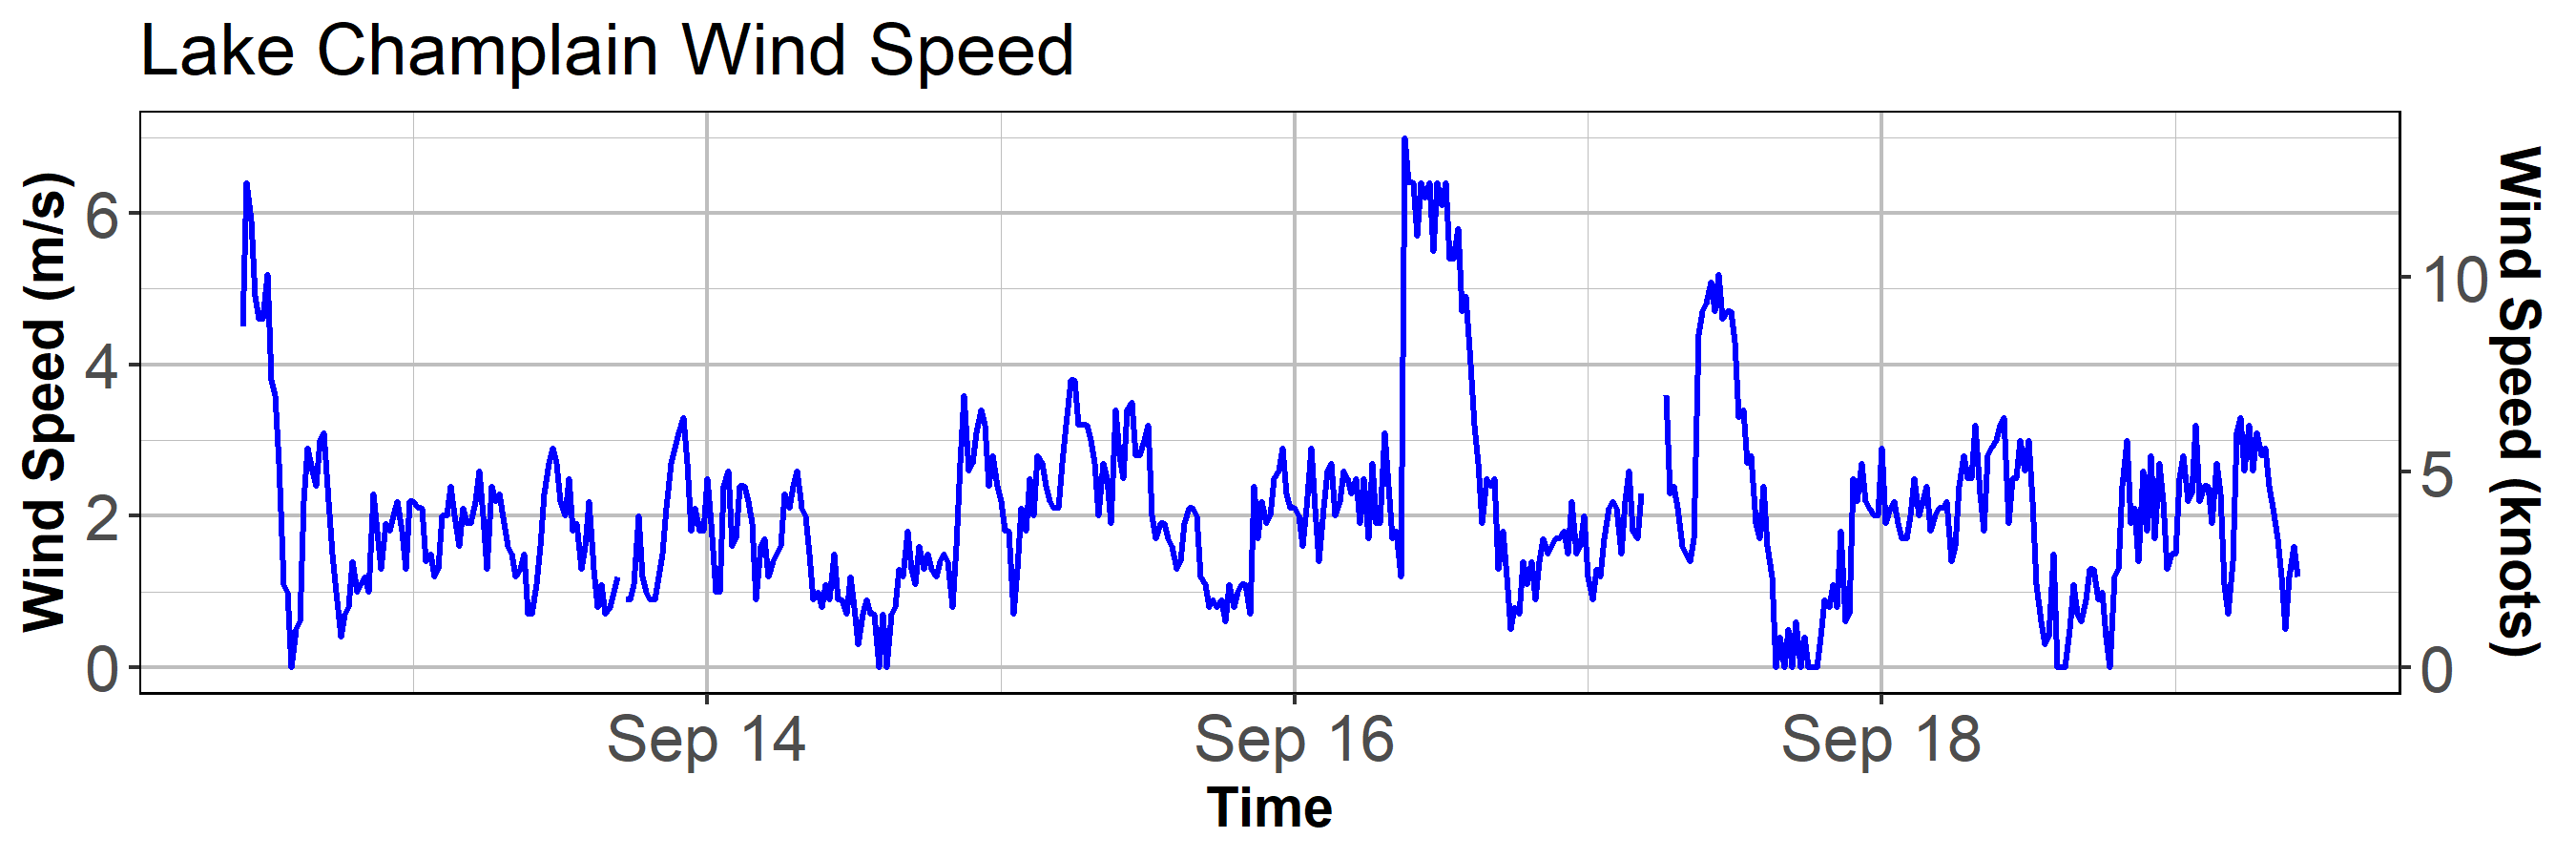 Lake Champlain Wind Speed
Wind Speed (m/s)
6
4
2
0
10
5
0
Wind Speed (knots)
Sep 14
Sep 16
Sep 18
Time